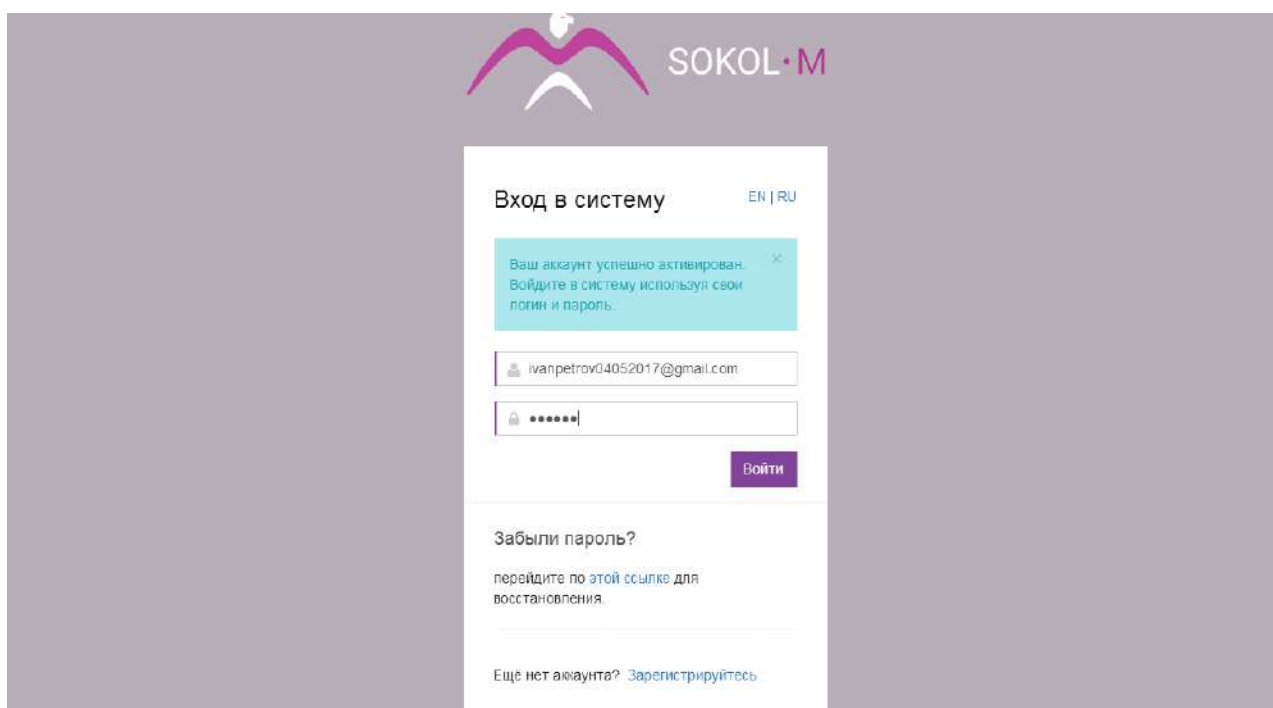 SOKOL·M
Вход в систему
EN | RU
Ваш аккаунт успешно активирован.
Войдите в систему используя свои
логин и пароль.
ivanpetrov04052017@gmail.com
••••••
Войти
Забыли пароль?
перейдите по этой ссылке для
восстановления.
Ещё нет аккаунта? Зарегистрируйтесь